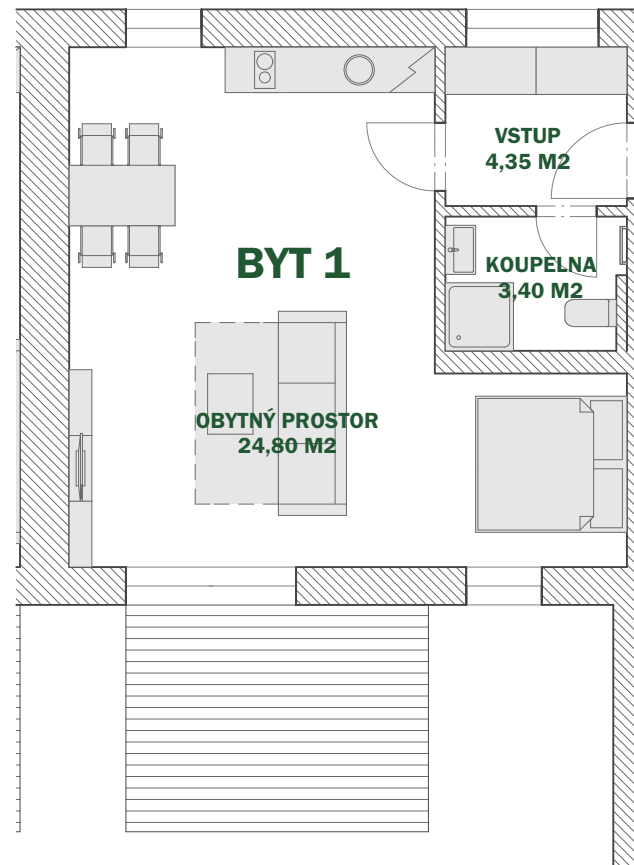 VSTUP
4,35 M2
BYT 1
KOUPELNA
3,40 M2
OBYTNÝ PROSTOR
24,80 M2